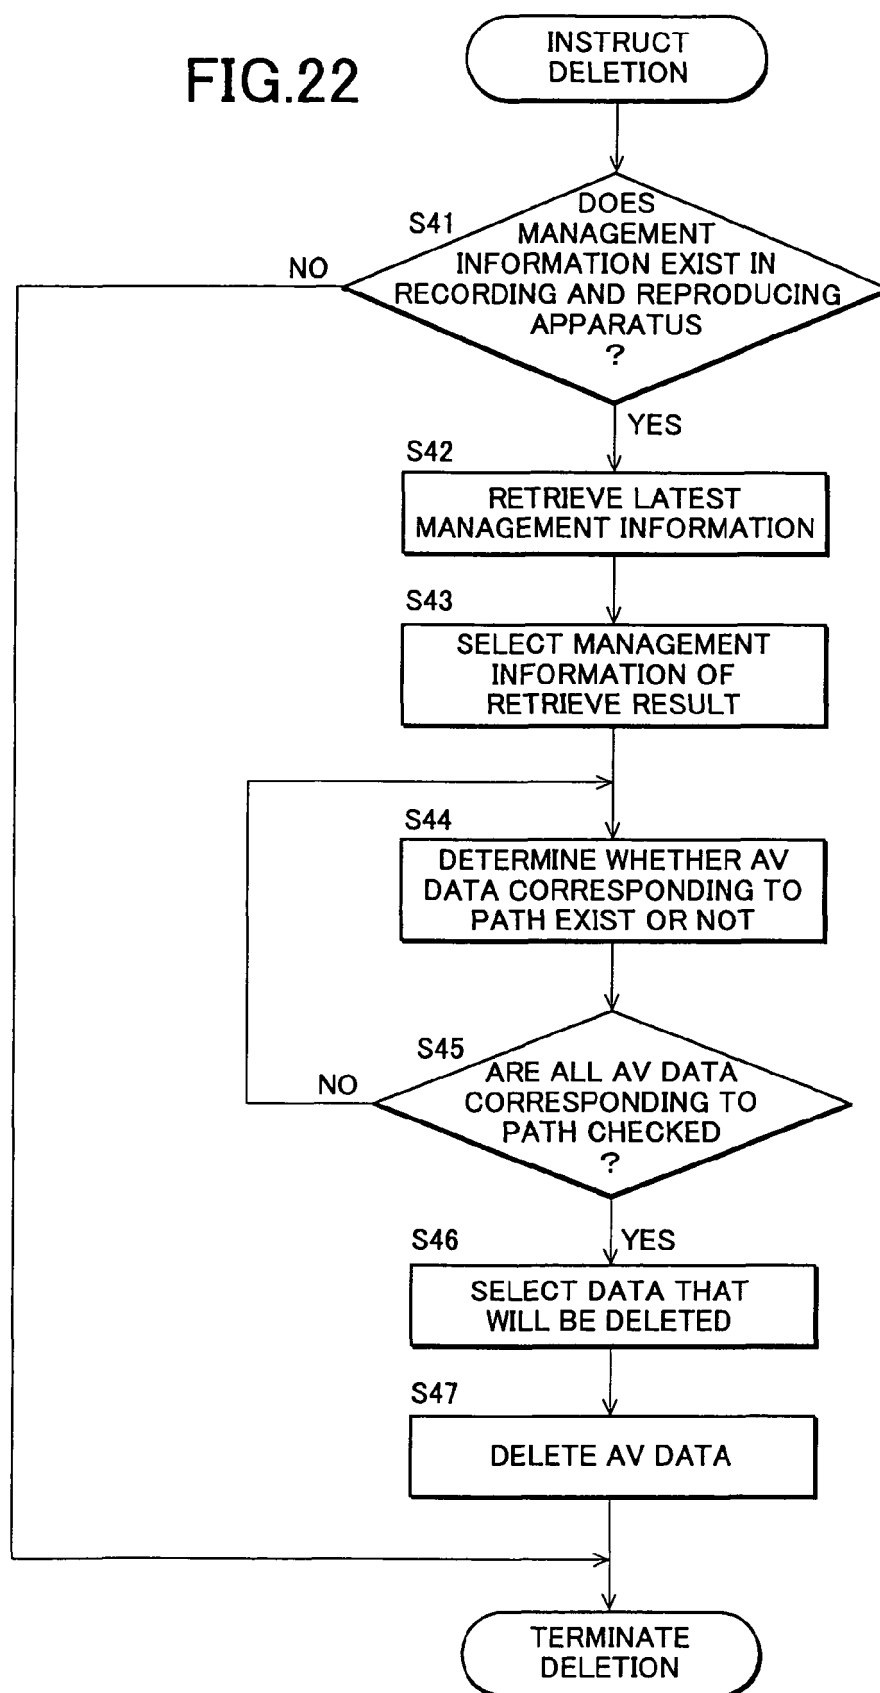 FIG.22
INSTRUCT
DELETION
S41
DOES
MANAGEMENT
INFORMATION EXIST IN
RECORDING AND REPRODUCING
APPARATUS
?
NO
YES
S42
RETRIEVE LATEST
MANAGEMENT INFORMATION
S43
SELECT MANAGEMENT
INFORMATION OF
RETRIEVE RESULT
S44
DETERMINE WHETHER AV
DATA CORRESPONDING TO
PATH EXIST OR NOT
S45
ARE ALL AV DATA
CORRESPONDING TO
PATH CHECKED
?
NO
YES
S46
SELECT DATA THAT
WILL BE DELETED
S47
DELETE AV DATA
TERMINATE
DELETION